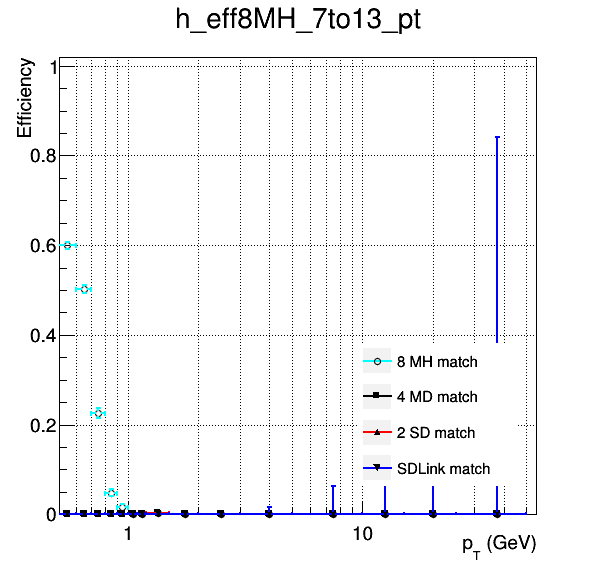 h_eff8MH_7to13_pt
Efficiency
1
0.8
0.6
0.4
0.2
0
8 MH match
4 MD match
2 SD match
SDLink match
1
10
p_T (GeV)